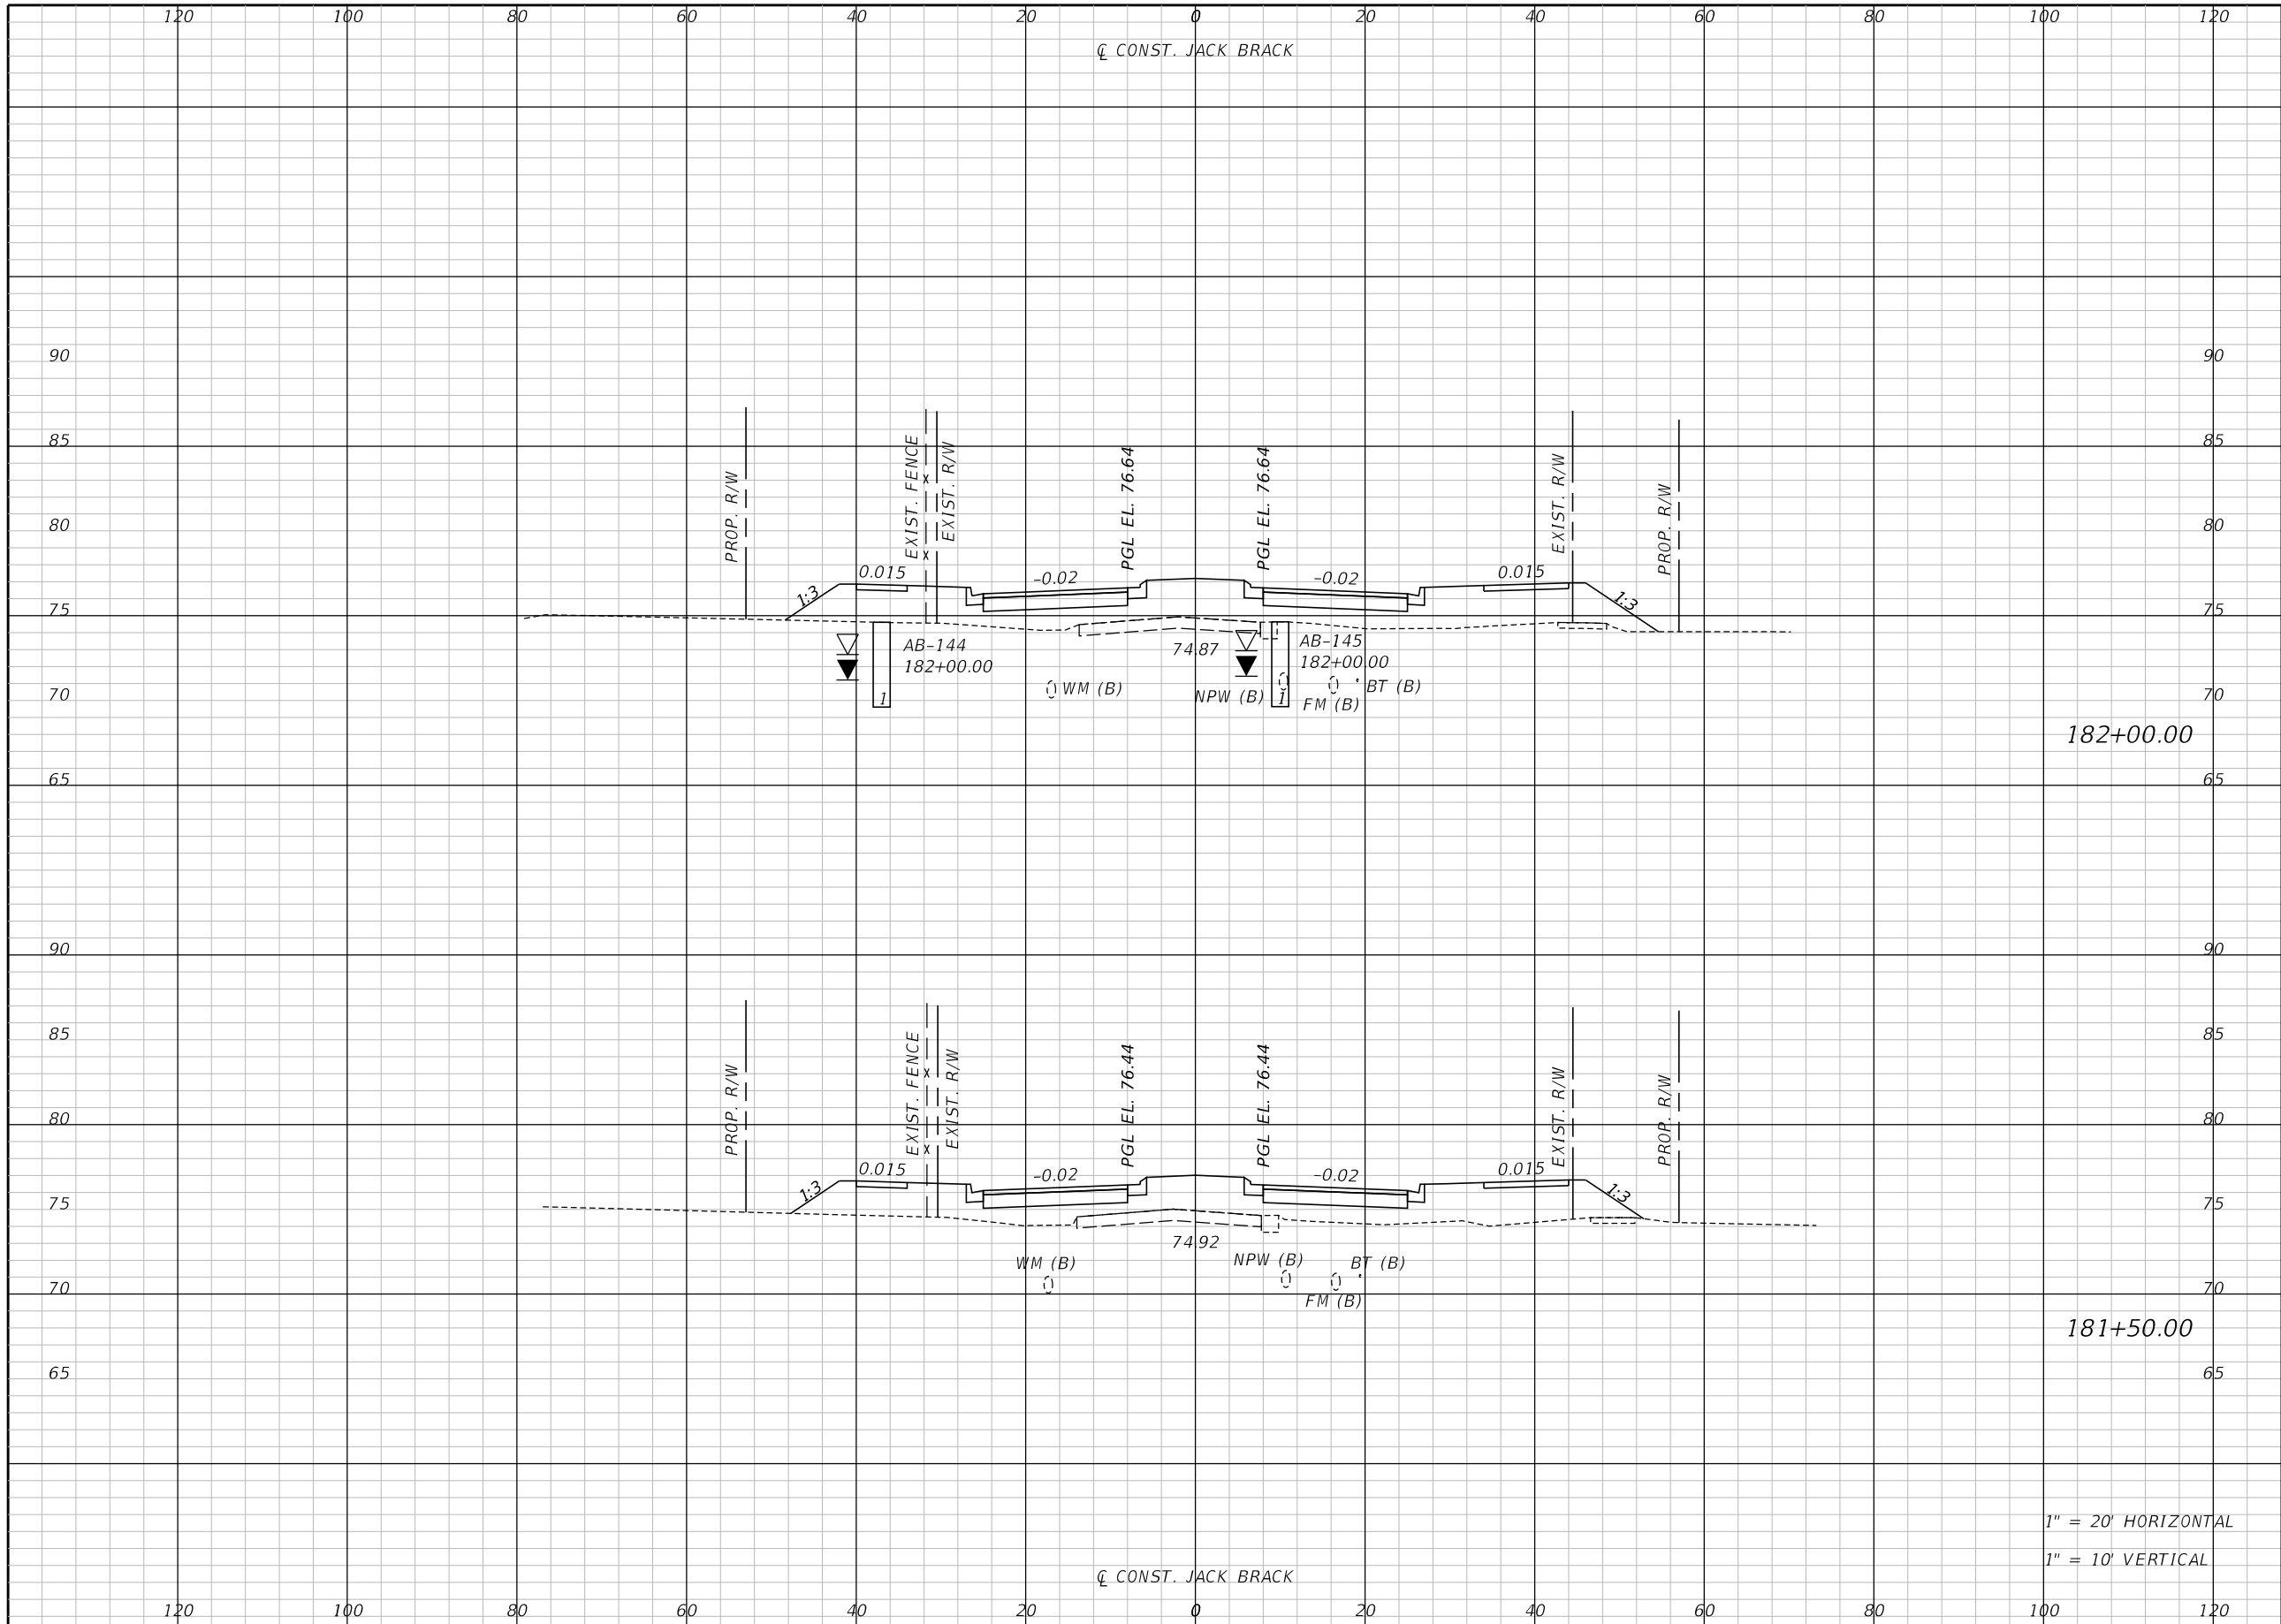 120 100 80 60 40 20 0 20 40 60 80 100 120
℄ CONST. JACK BRACK
90 90
85 85
80 80
75 75
70 70
65 65
PROP. R/W
EXIST. FENCE
EXIST. R/W
PGL EL. 76.64
PGL EL. 76.64
EXIST. R/W
PROP. R/W
1:3
0.015
-0.02
-0.02
0.015
1:3
X
X
AB-144
182+00.00
1
WM (B)
74.87
NPW (B)
AB-145
182+00.00
1
FM (B)
BT (B)
182+00.00
90 90
85 85
80 80
75 75
70 70
65 65
PROP. R/W
EXIST. FENCE
EXIST. R/W
PGL EL. 76.44
PGL EL. 76.44
EXIST. R/W
PROP. R/W
1:3
0.015
-0.02
-0.02
0.015
1:3
X
X
74.92
WM (B)
NPW (B)
BT (B)
FM (B)
181+50.00
1" = 20' HORIZONTAL
1" = 10' VERTICAL
℄ CONST. JACK BRACK
120 100 80 60 40 20 0 20 40 60 80 100 120